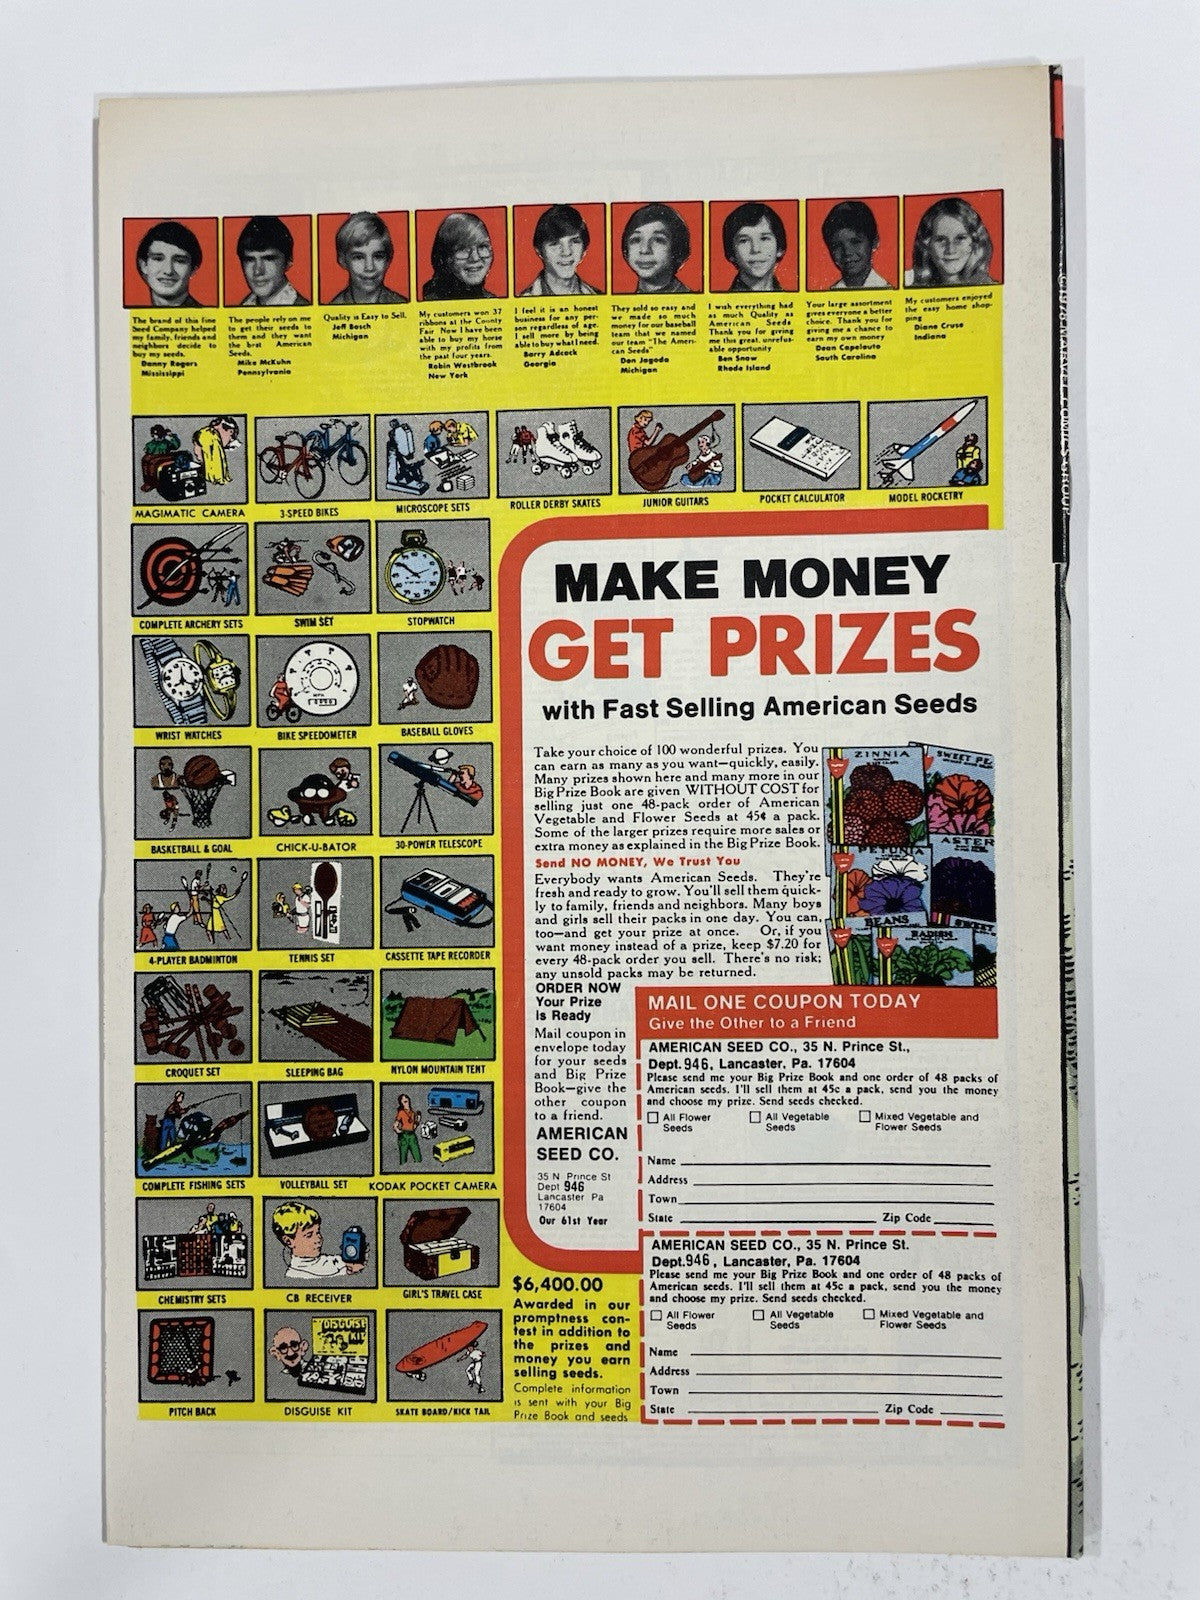 The brand of this fine
Seed Company helped
my family, friends and
neighbors decide to
buy my seeds.
Danny Rogers
Mississippi
The people rely on me
to get their seeds to
them and they want
the brat American
Seeds.
Mike McKuhn
Pennsylvania
Quality is Easy to Sell.
Jeff Bosch
Michigan
My customers won 37
ribbons at the County
Fair Now I have been
able to buy my horse
with my profits from
the past four years.
Robin Westbrook
New York
I feel it is an honest
business for any per-
son regardless of age.
I sell more by being
able to buy what I need.
Barry Adcock
Georgia
They sold so easy and
we made so much
money for our baseball
team that we named
our team "The Ameri-
can Seeds"
Don Jagoda
Michigan
I wish everything had
as much Quality as
American Seeds
Thank you for giving
me this great, unrefus-
able opportunity
Ben Snow
Rhode Island
Your large assortment
gives everyone a better
choice. Thank you for
giving me a chance to
earn my own money
Dean Capeleuto
South Carolina
My customers enjoyed
the easy home shop-
ping
Diane Cruse
Indiana
MAGIMATIC CAMERA
3-SPEED BIKES
MICROSCOPE SETS
ROLLER DERBY SKATES
JUNIOR GUITARS
POCKET CALCULATOR
MODEL ROCKETRY
COMPLETE ARCHERY SETS
SWIM SET
STOPWATCH
WRIST WATCHES
BIKE SPEEDOMETER
BASEBALL GLOVES
BASKETBALL & GOAL
CHICK-U-BATOR
30-POWER TELESCOPE
4-PLAYER BADMINTON
TENNIS SET
CASSETTE TAPE RECORDER
CROQUET SET
SLEEPING BAG
NYLON MOUNTAIN TENT
COMPLETE FISHING SETS
VOLLEYBALL SET
KODAK POCKET CAMERA
CHEMISTRY SETS
CB RECEIVER
GIRL'S TRAVEL CASE
DISGUISE
KIT
PITCH BACK
DISGUISE KIT
SKATE BOARD/KICK TAIL
MAKE MONEY
GET PRIZES
with Fast Selling American Seeds
Take your choice of 100 wonderful prizes. You
can earn as many as you want—quickly, easily.
Many prizes shown here and many more in our
Big Prize Book are given WITHOUT COST for
selling just one 48-pack order of American
Vegetable and Flower Seeds at 45¢ a pack.
Some of the larger prizes require more sales or
extra money as explained in the Big Prize Book.
Send NO MONEY, We Trust You
Everybody wants American Seeds. They're
fresh and ready to grow. You'll sell them quick-
ly to family, friends and neighbors. Many boys
and girls sell their packs in one day. You can,
too—and get your prize at once. Or, if you
want money instead of a prize, keep $7.20 for
every 48-pack order you sell. There's no risk;
any unsold packs may be returned.
ZINNIA
SWEET PE
PETUNIA
ASTER
BEANS
RADISH
SWEET
ORDER NOW
Your Prize
is Ready
Mail coupon in
envelope today
for your seeds
and Big Prize
Book—give the
other coupon
to a friend.
AMERICAN
SEED CO.
35 N Prince St
Dept 946
Lancaster Pa
17604
Our 61st Year
$6,400.00
Awarded in our
promptness con-
test in addition to
the prizes and
money you earn
selling seeds.
Complete information
is sent with your Big
Prize Book and seeds
MAIL ONE COUPON TODAY
Give the Other to a Friend
AMERICAN SEED CO., 35 N. Prince St.,
Dept. 946, Lancaster, Pa. 17604
Please send me your Big Prize Book and one order of 48 packs of
American seeds. I'll sell them at 45c a pack, send you the money
and choose my prize. Send seeds checked.
All Flower
Seeds
All Vegetable
Seeds
Mixed Vegetable and
Flower Seeds
Name
Address
Town
State Zip Code
AMERICAN SEED CO., 35 N. Prince St.
Dept. 946, Lancaster, Pa. 17604
Please send me your Big Prize Book and one order of 48 packs of
American seeds. I'll sell them at 45c a pack, send you the money
and choose my prize. Send seeds checked.
All Flower
Seeds
All Vegetable
Seeds
Mixed Vegetable and
Flower Seeds
Name
Address
Town
State Zip Code